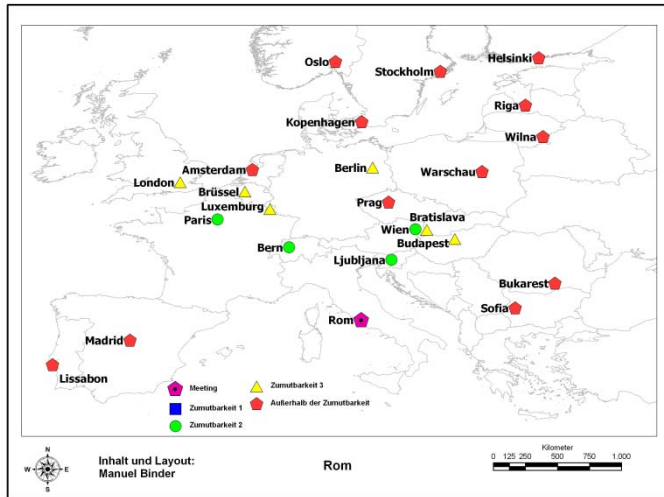 Oslo
Stockholm
Helsinki
Riga
Kopenhagen
Wilna
Amsterdam
Berlin
Warschau
London
Brüssel
Luxemburg
Prag
Paris
Bratislava
Wien
Budapest
Bern
Ljubljana
Bukarest
Sofia
Rom
Madrid
Lissabon
Meeting
Zumutbarkeit 1
Zumutbarkeit 2
Zumutbarkeit 3
Außerhalb der Zumutbarkeit
N
W E
S
Inhalt und Layout:
Manuel Binder
Rom
Kilometer
0 125 250 500 750 1.000